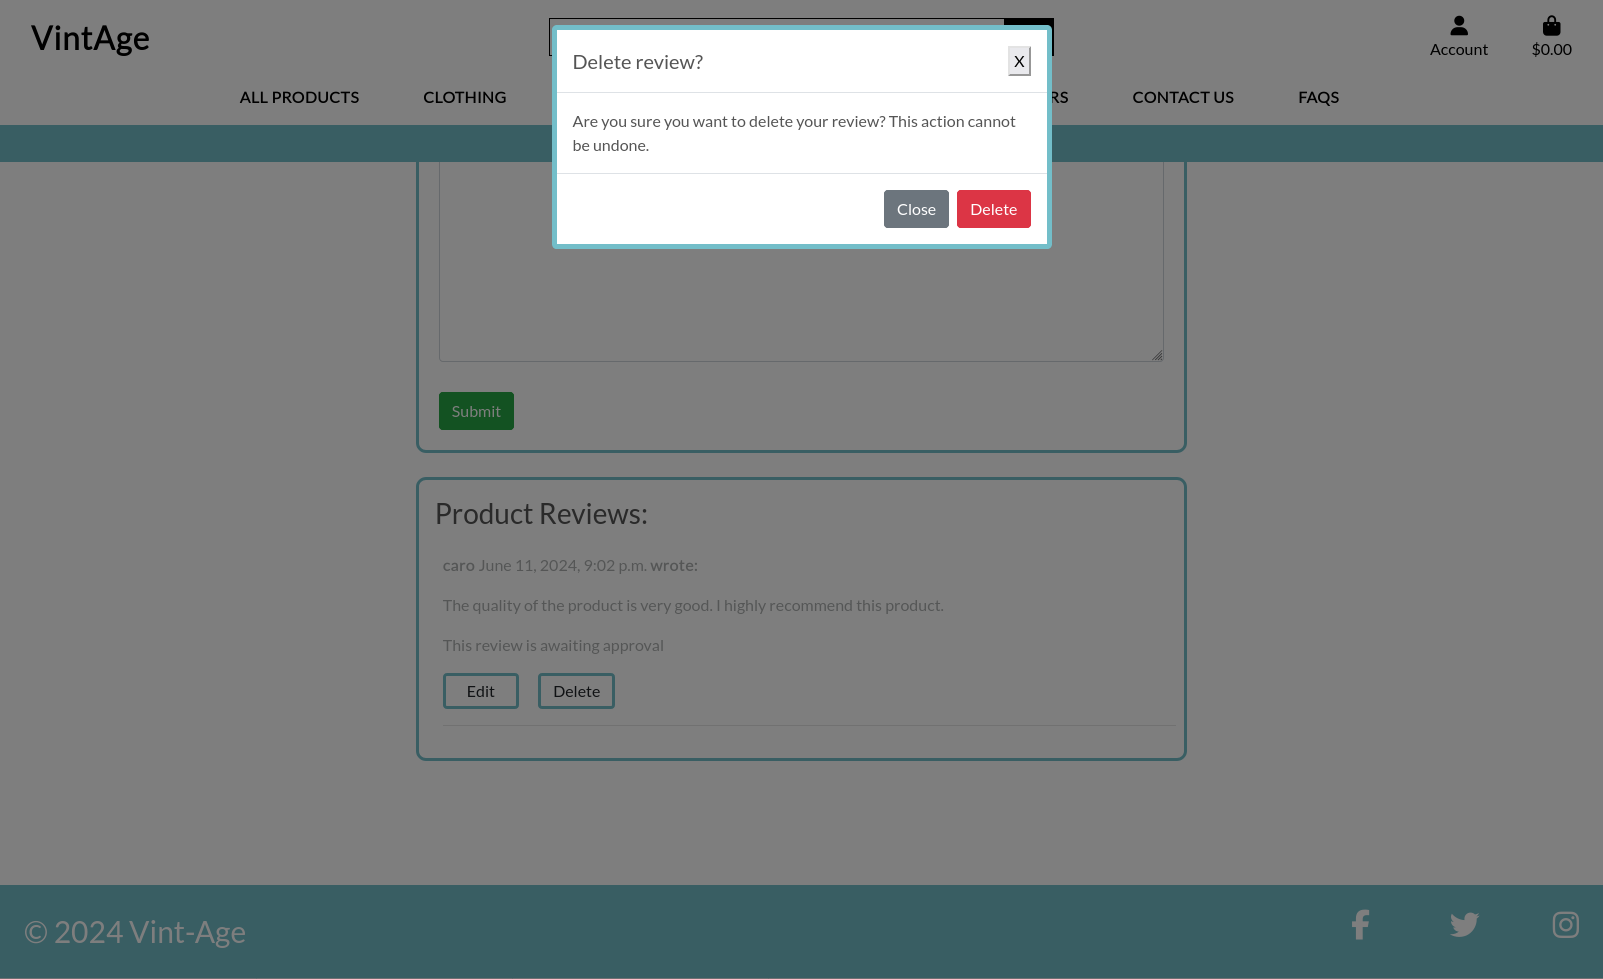 VintAge
Account
$0.00
ALL PRODUCTS
CLOTHING
RS
CONTACT US
FAQS
Delete review?
X
Are you sure you want to delete your review? This action cannot
be undone.
Close
Delete
Submit
Product Reviews:
caro June 11, 2024, 9:02 p.m. wrote:
The quality of the product is very good. I highly recommend this product.
This review is awaiting approval
Edit
Delete
© 2024 Vint-Age